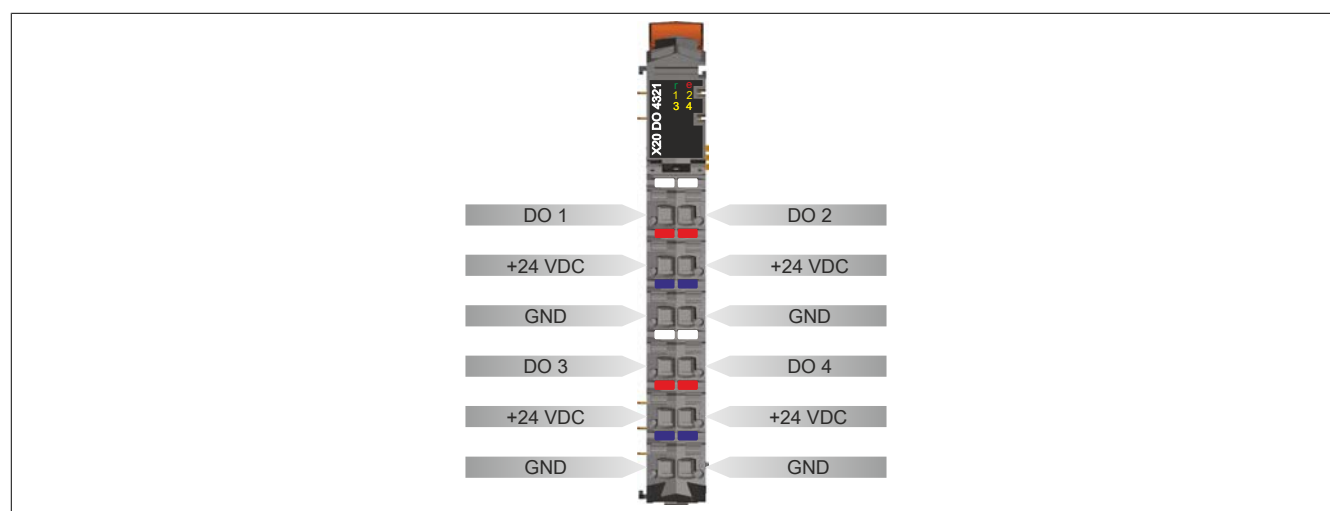 X20 DO 4321
r e
1 2
3 4
DO 1 DO 2
+24 VDC +24 VDC
GND GND
DO 3 DO 4
+24 VDC +24 VDC
GND GND